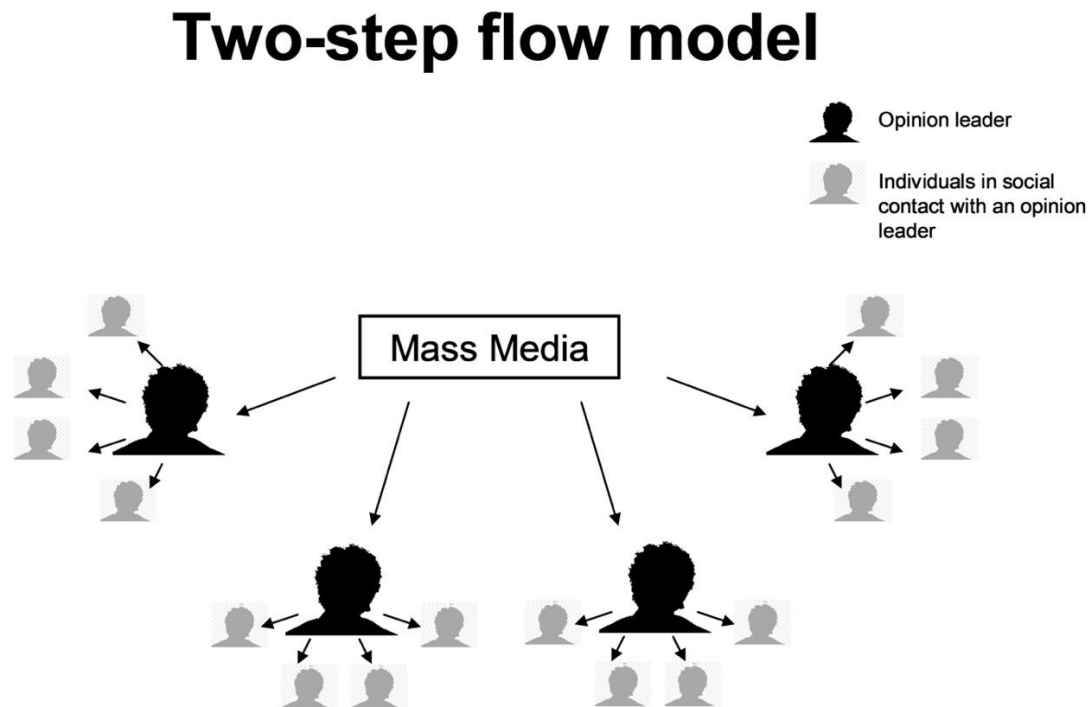 Two-step flow model
Opinion leader
Individuals in social
contact with an opinion
leader
Mass Media